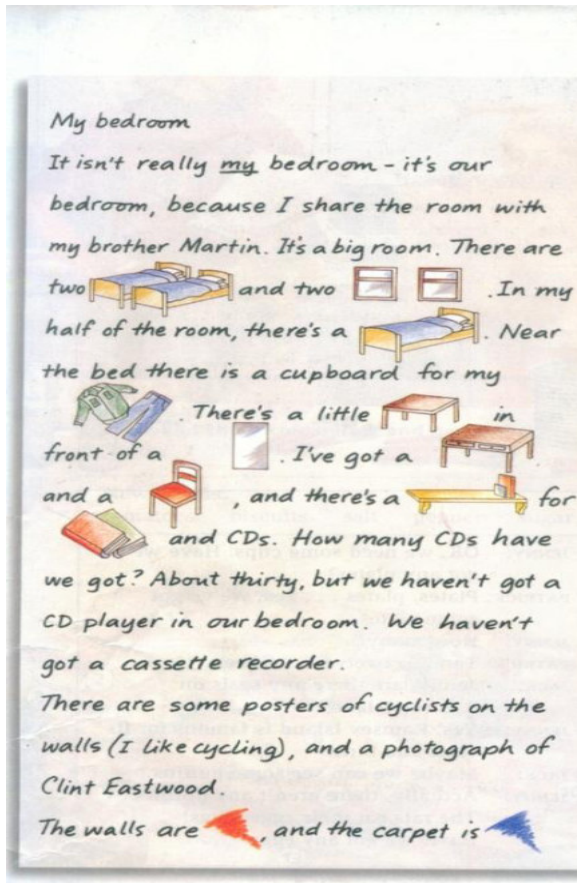 My bedroom
It isn't really my bedroom - it's our
bedroom, because I share the room with
my brother Martin. It's a big room. There are
two and two . In my
half of the room, there's a . Near
the bed there is a cupboard for my
. There's a little in
front of a . I've got a
and a , and there's a for
and CDs. How many CDs have
we got? About thirty, but we haven't got a
CD player in our bedroom. We haven't
got a cassette recorder.
There are some posters of cyclists on the
walls (I like cycling), and a photograph of
Clint Eastwood.
The walls are , and the carpet is